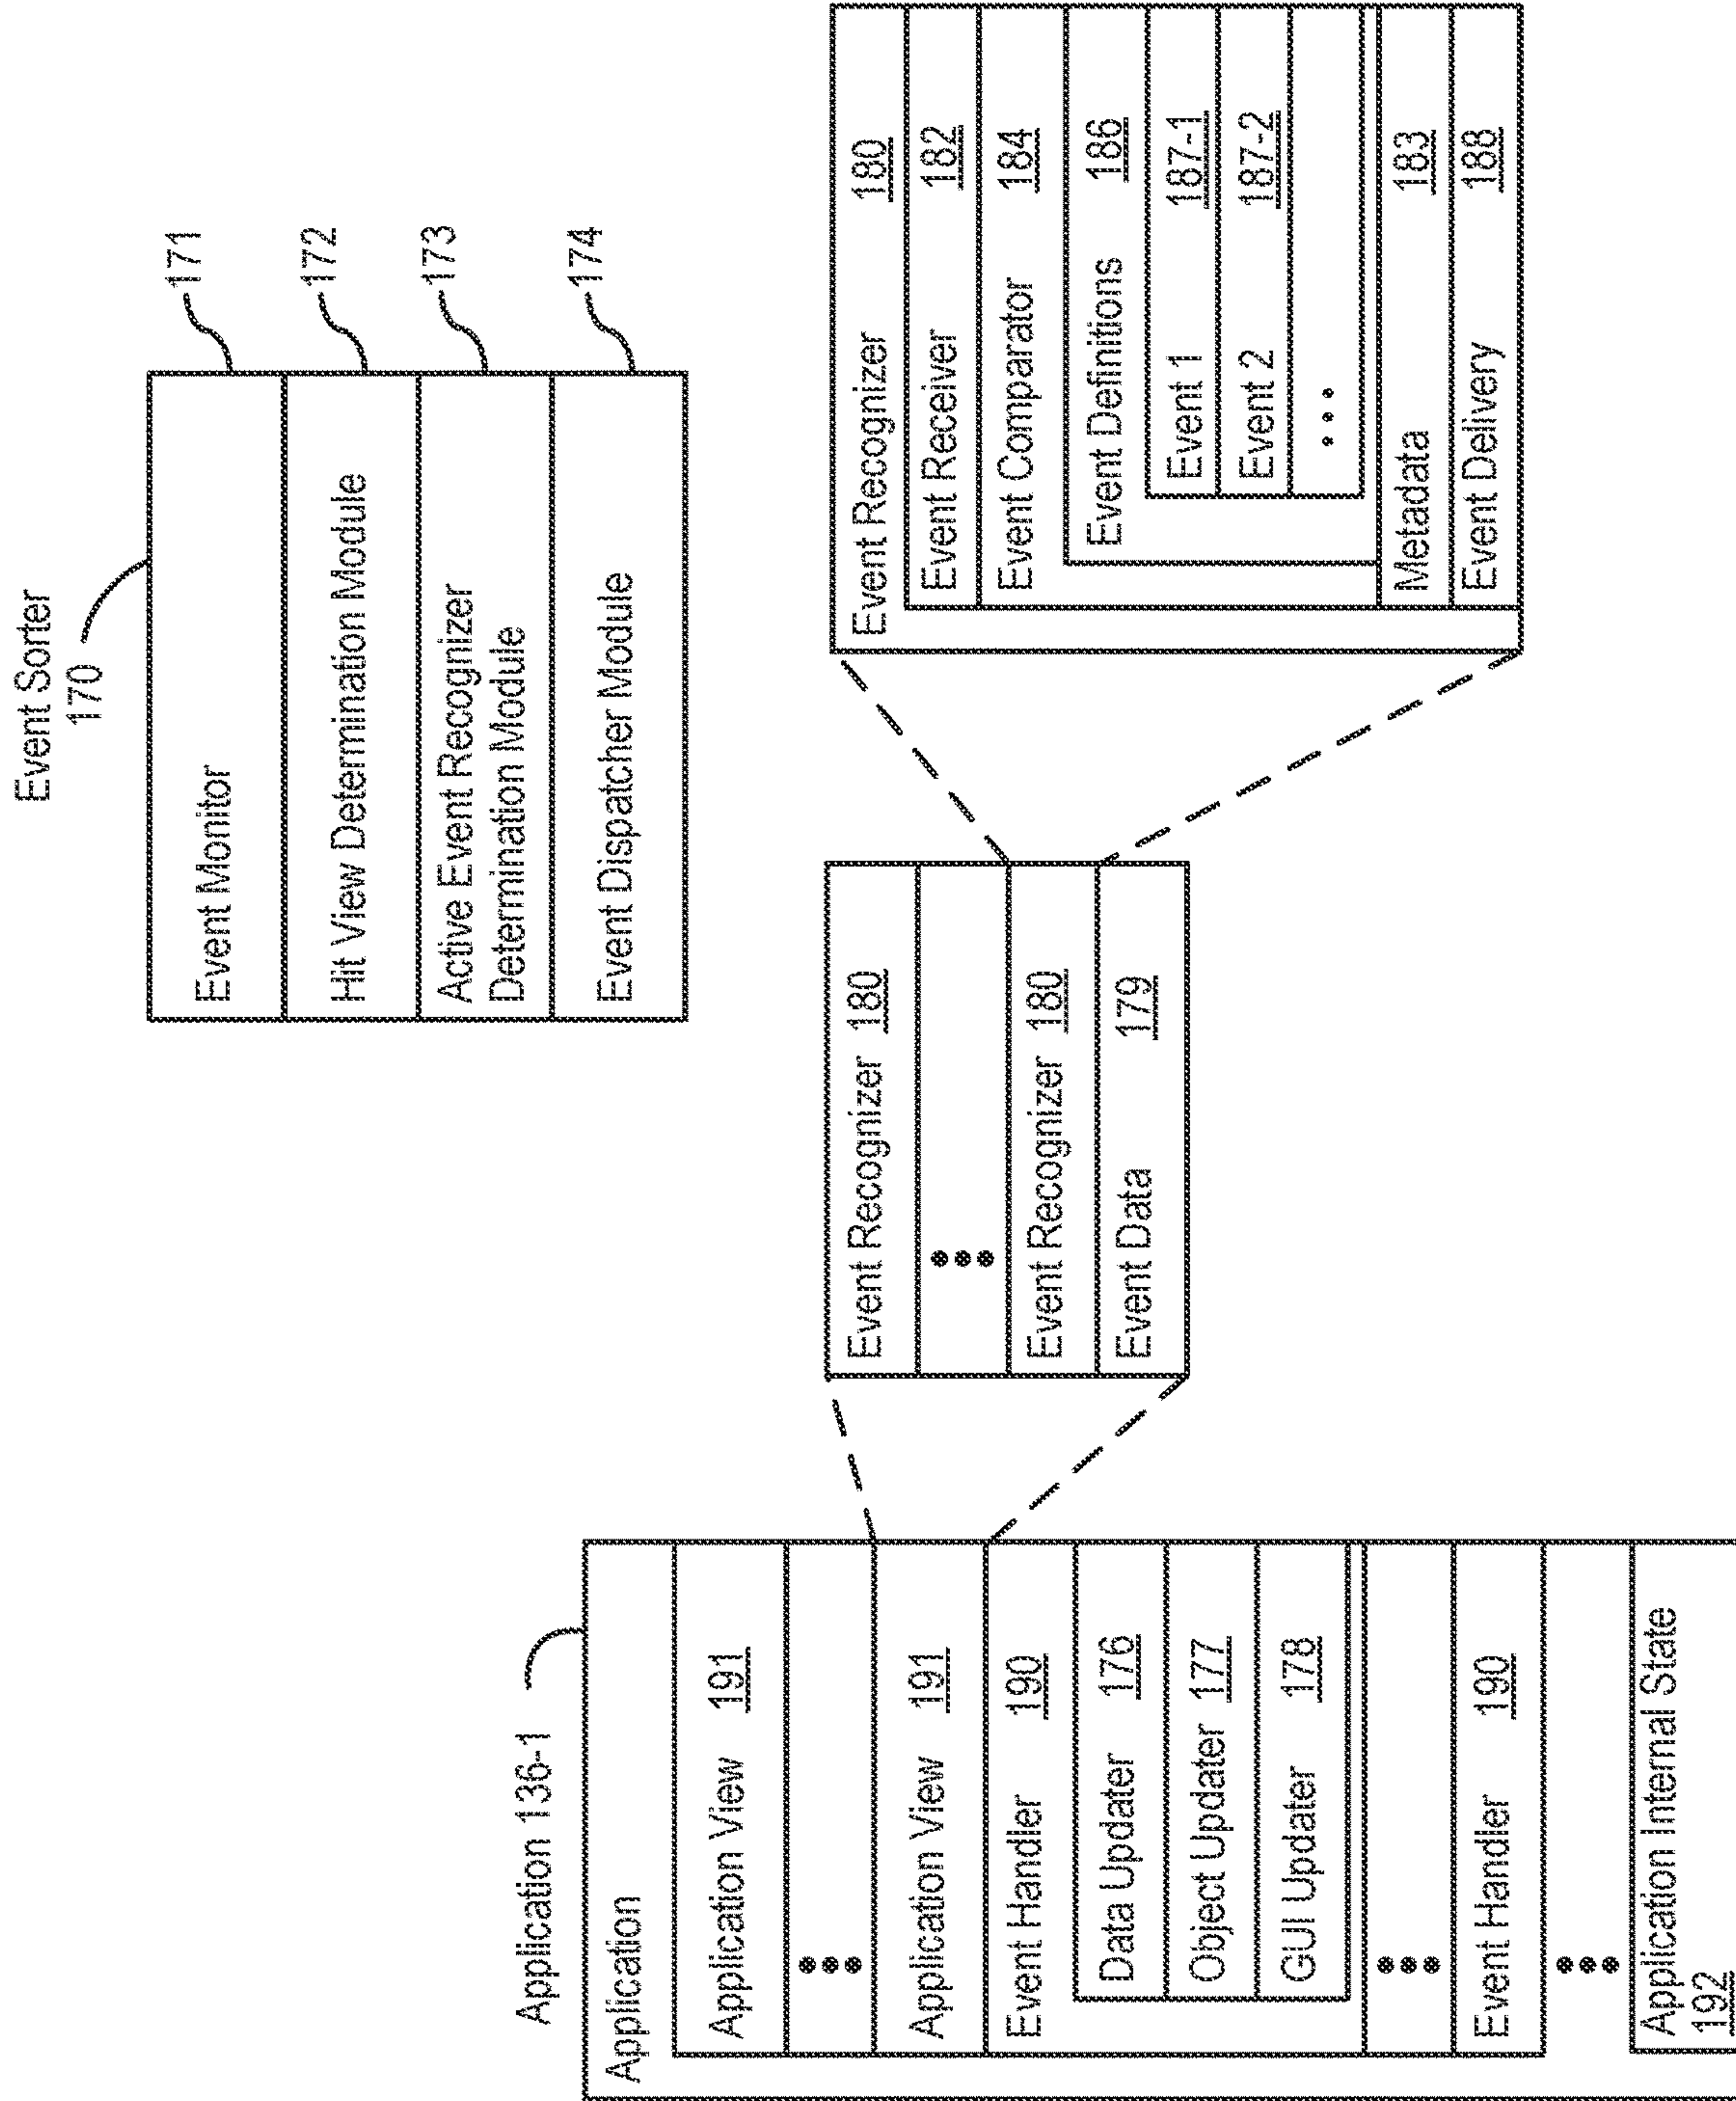 Event Sorter
170
Event Monitor
171
Hit View Determination Module
172
Active Event Recognizer
Determination Module
173
Event Dispatcher Module
174
Application 136-1
Application
Application View 191
Application View 191
Event Handler 190
Data Updater 176
Object Updater 177
GUI Updater 178
Event Handler 190
Application Internal State
192
Event Recognizer 180
Event Recognizer 180
Event Data 179
Event Recognizer 180
Event Receiver 182
Event Comparator 184
Event Definitions 186
Event 1 187-1
Event 2 187-2
Metadata 183
Event Delivery 188